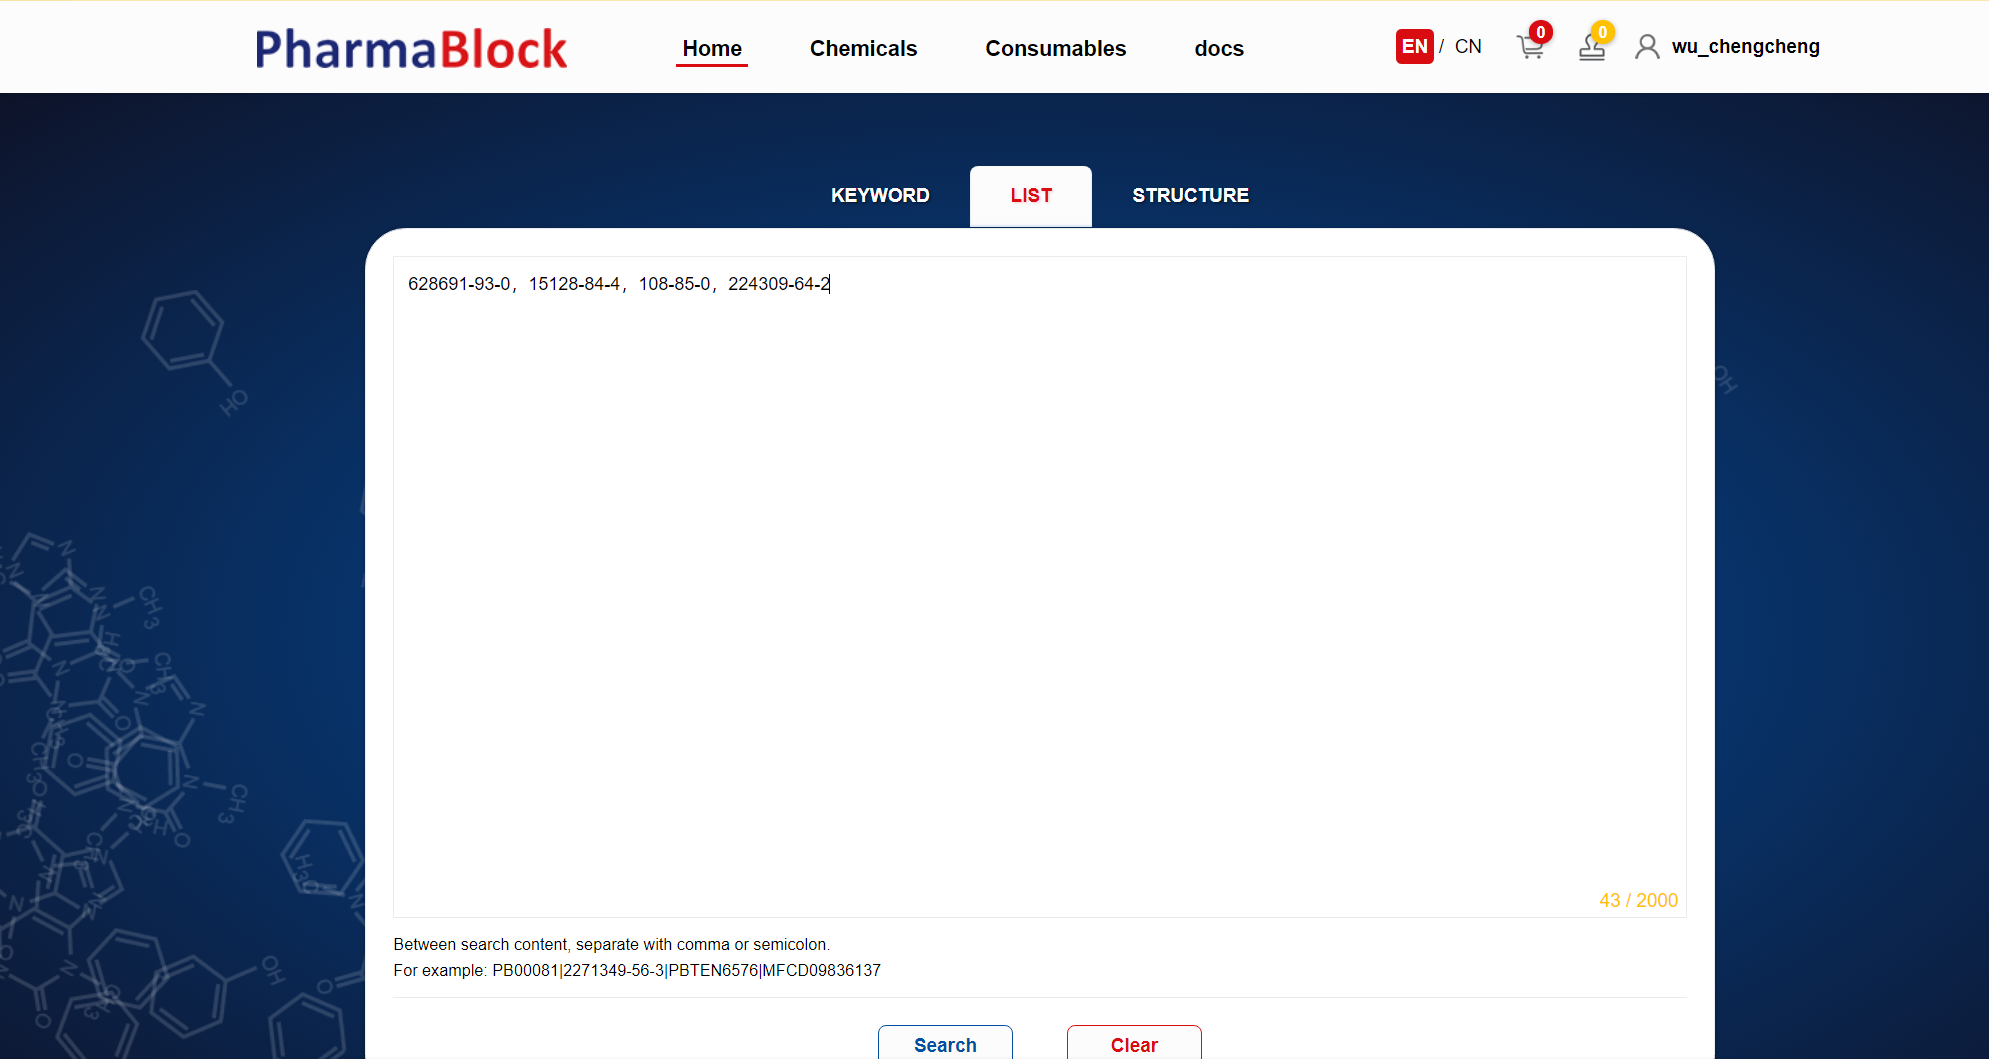 PharmaBlock
Home Chemicals Consumables docs
EN / CN 0 0 wu_chengcheng
KEYWORD LIST STRUCTURE
628691-93-0，15128-84-4，108-85-0，224309-64-2
43 / 2000
Between search content, separate with comma or semicolon.
For example: PB00081|2271349-56-3|PBTEN6576|MFCD09836137
Search Clear